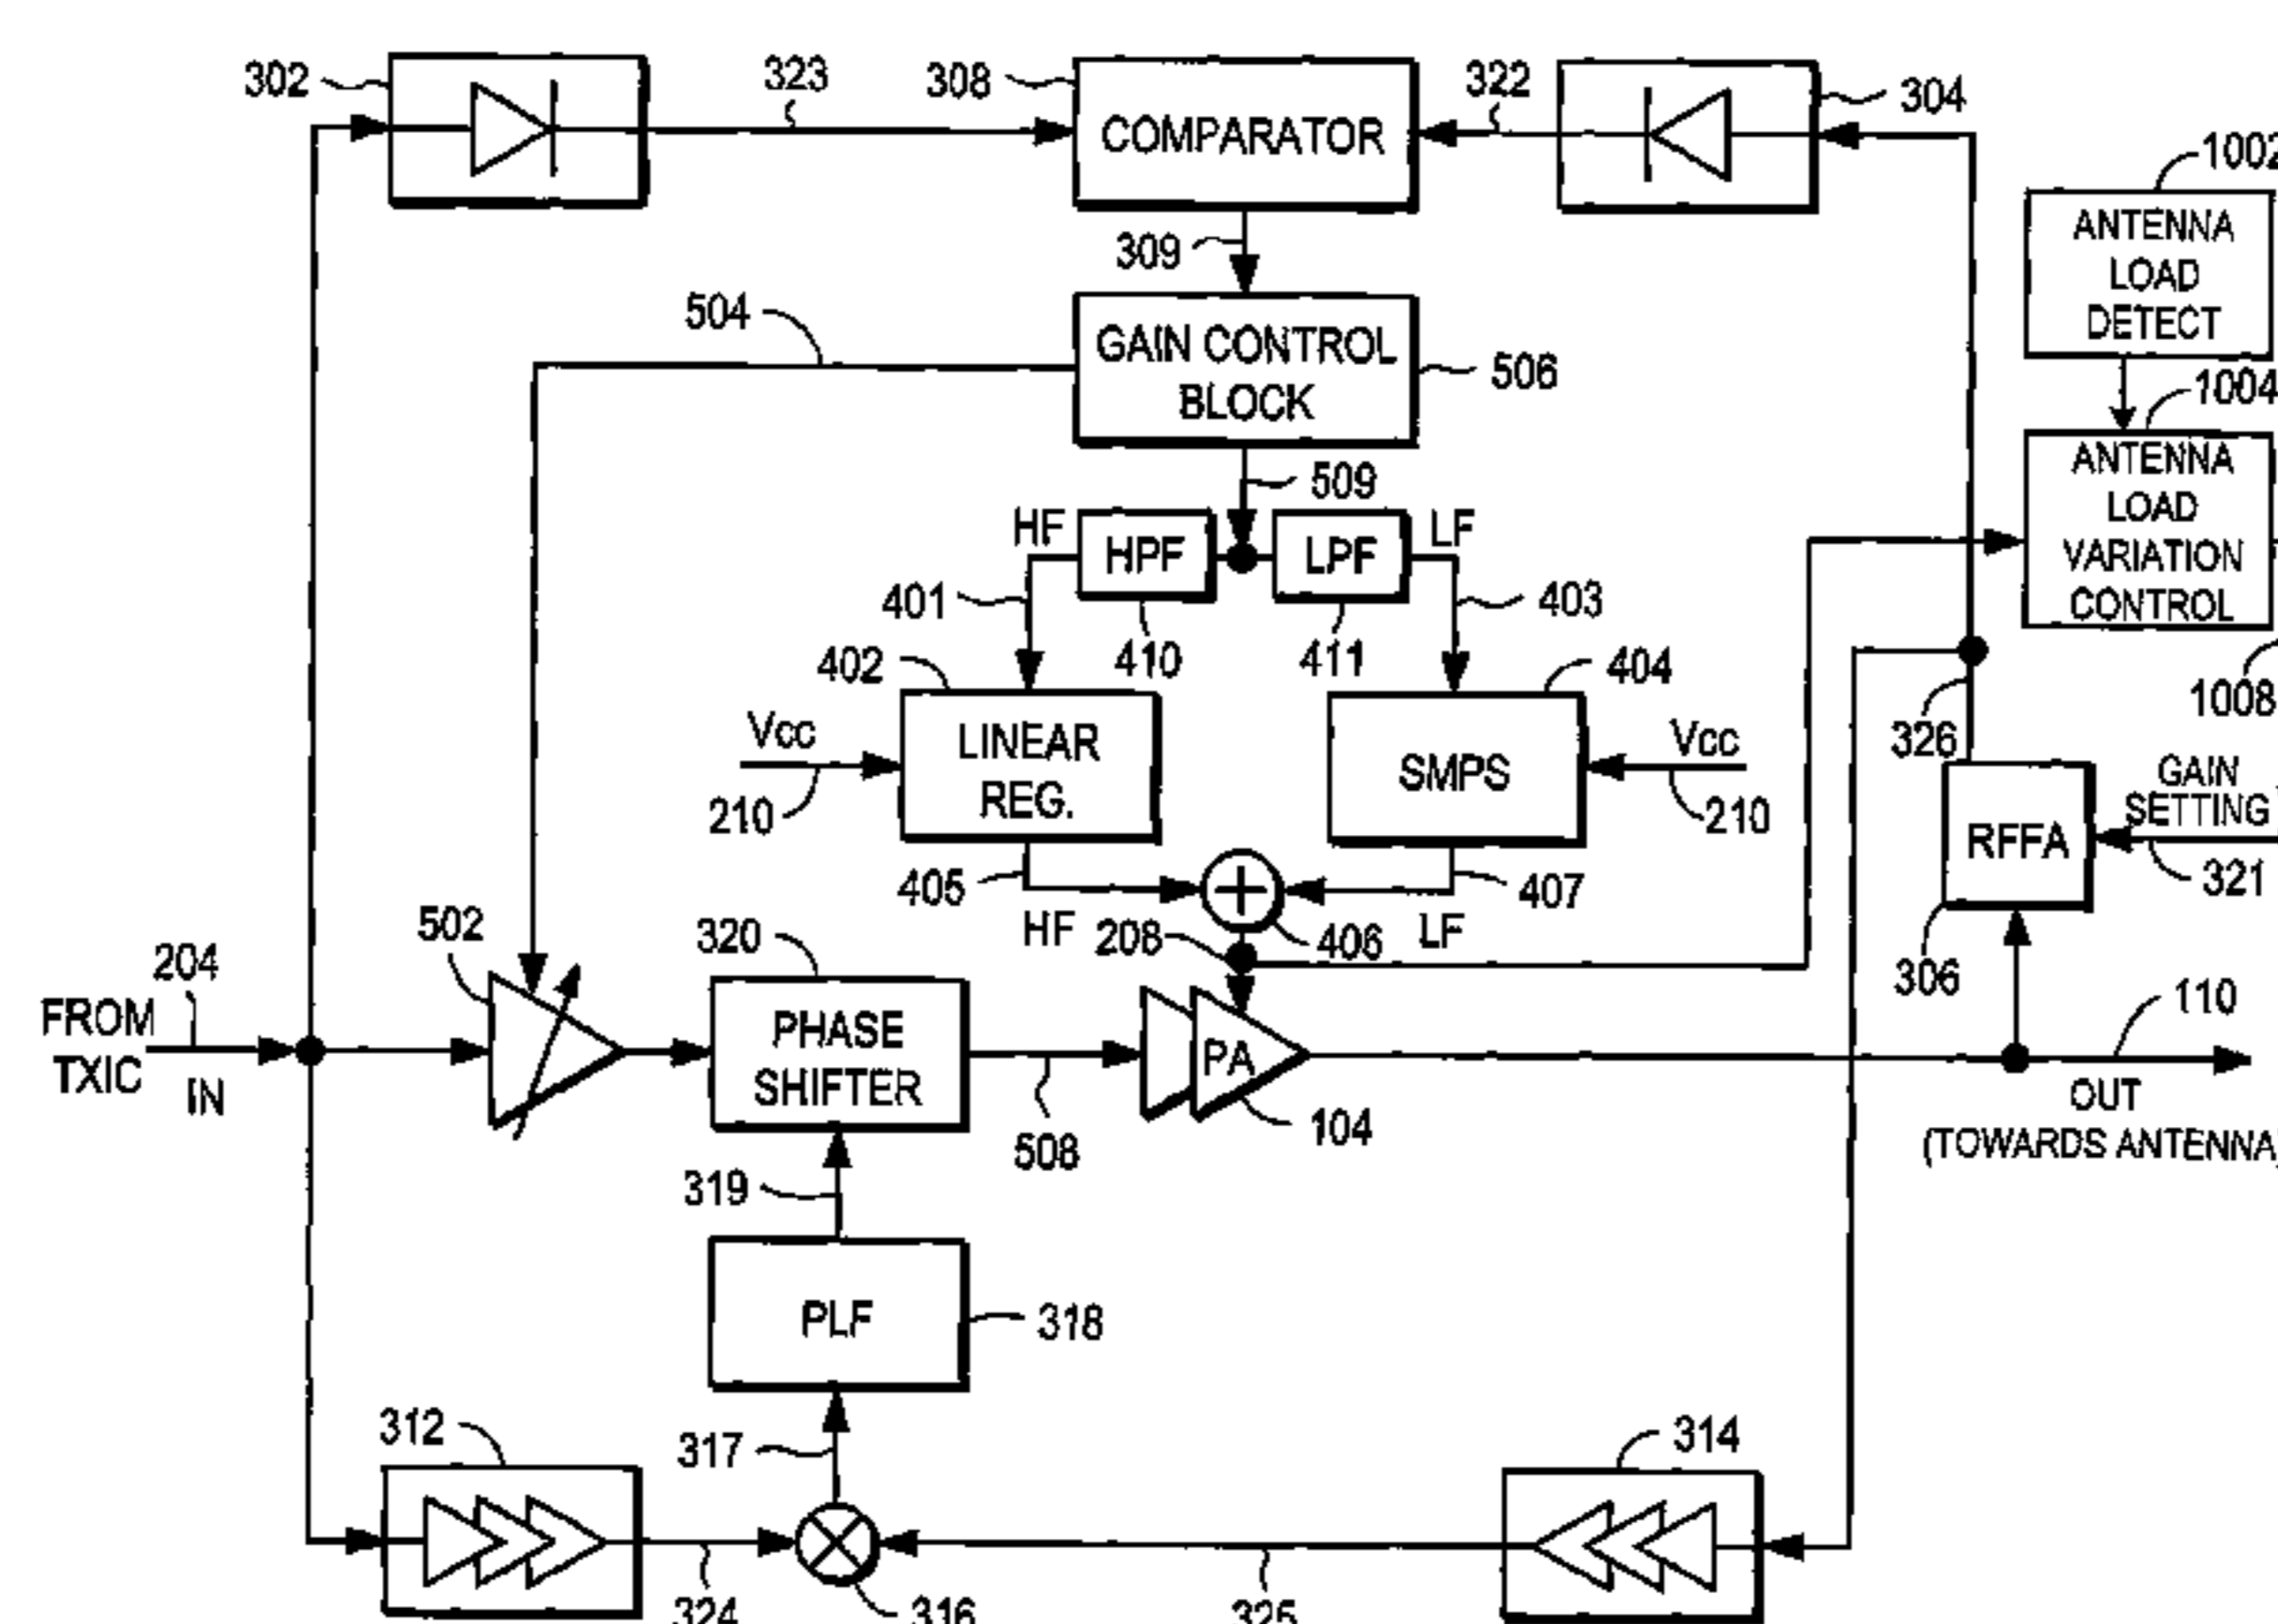 302
323
308
COMPARATOR
322
304
1002
ANTENNA
LOAD
DETECT
309
504
GAIN CONTROL
BLOCK
506
1004
ANTENNA
LOAD
VARIATION
CONTROL
509
HF
HPF
LPF
LF
401
410
411
403
402
404
1008
326
Vcc
LINEAR
REG.
SMPS
Vcc
210
210
GAIN
SETTING
RFFA
321
405
407
HF
208
406
LF
306
502
320
204
FROM
TXIC
IN
PHASE
SHIFTER
PA
110
508
104
OUT
(TOWARDS ANTENNA)
319
PLF
318
312
317
314
324
316
325